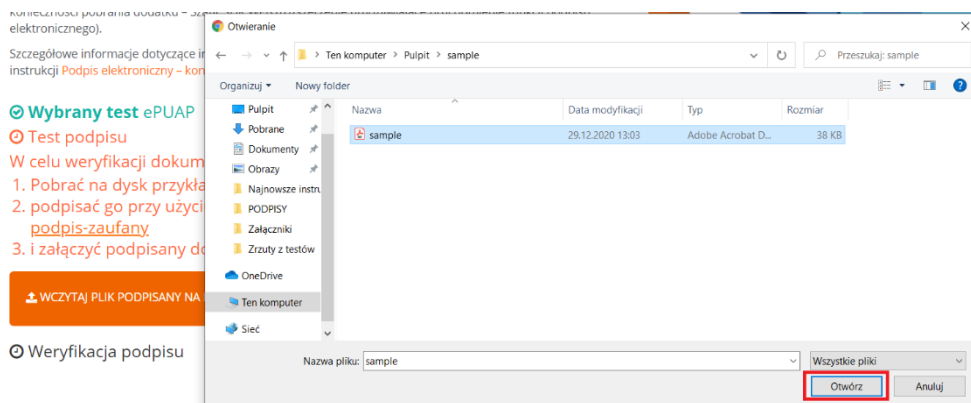 elektronicznego).
Szczegółowe informacje dotyczące
instrukcji Podpis elektroniczny – kon
Wybrany test ePUAP
Test podpisu
W celu weryfikacji dokum
1. Pobrać na dysk przykła
2. podpisać go przy użyci
podpis-zaufany
3. i załączyć podpisany do
WCZYTAJ PLIK PODPISANY NA
Weryfikacja podpisu
Otwieranie
Ten komputer > Pulpit > sample
Przeszukaj: sample
Organizuj
Nowy folder
Pulpit
Pobrane
Dokumenty
Obrazy
Najnowsze instru
PODPISY
Załączniki
Zrzuty z testów
OneDrive
Ten komputer
Sieć
Nazwa Data modyfikacji Typ Rozmiar
sample 29.12.2020 13:03 Adobe Acrobat D... 38 KB
Nazwa pliku: sample
Wszystkie pliki
Otwórz Anuluj